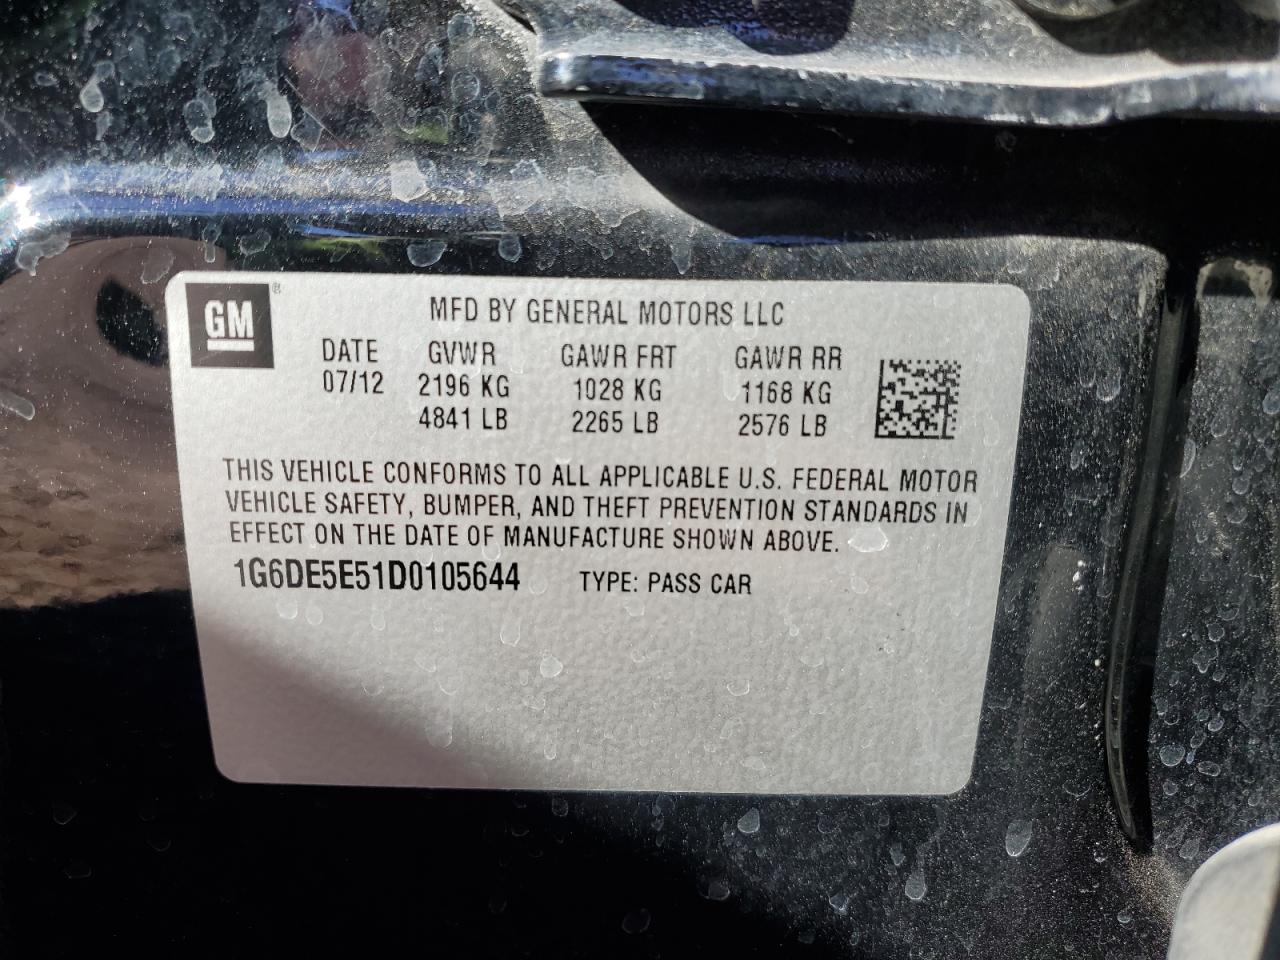 GM®
MFD BY GENERAL MOTORS LLC
DATE GVWR GAWR FRT GAWR RR
07/12 2196 KG 1028 KG 1168 KG
4841 LB 2265 LB 2576 LB
THIS VEHICLE CONFORMS TO ALL APPLICABLE U.S. FEDERAL MOTOR
VEHICLE SAFETY, BUMPER, AND THEFT PREVENTION STANDARDS IN
EFFECT ON THE DATE OF MANUFACTURE SHOWN ABOVE.
1G6DE5E51D0105644 TYPE: PASS CAR